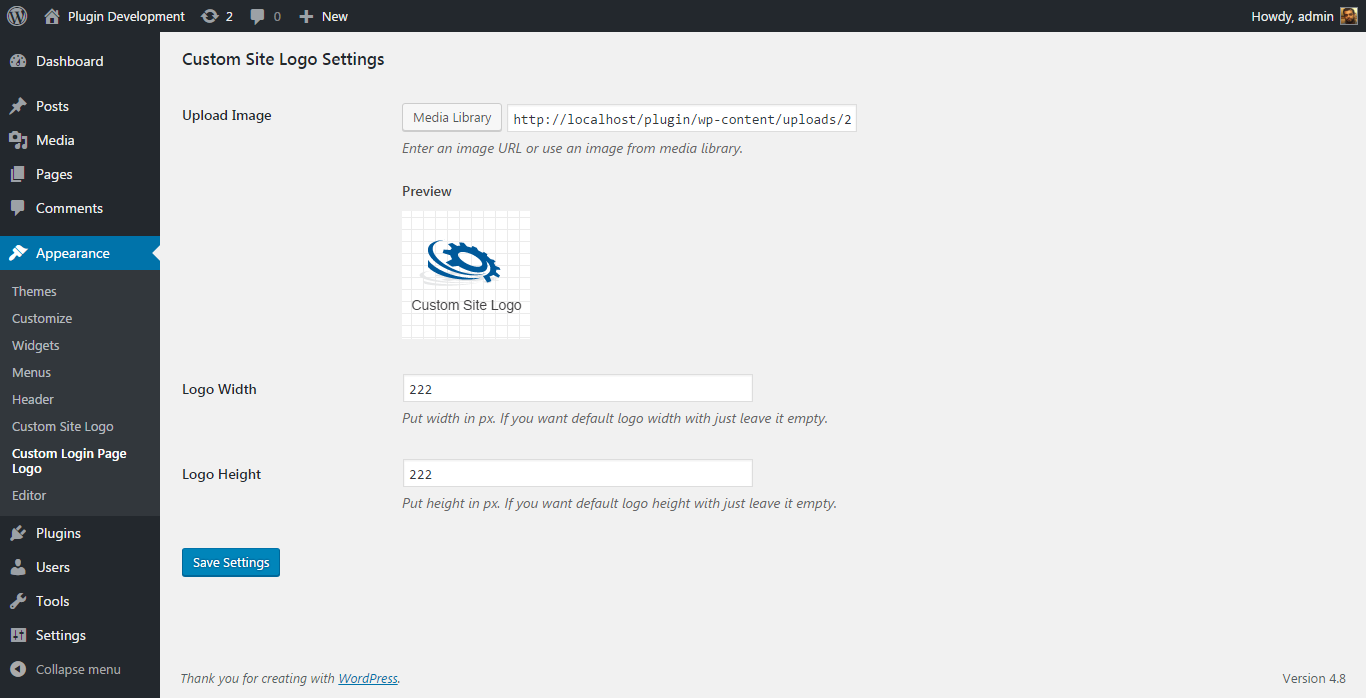 Plugin Development 2 0 New Howdy, admin
Dashboard
Posts
Media
Pages
Comments
Appearance
Themes
Customize
Widgets
Menus
Header
Custom Site Logo
Custom Login Page
Logo
Editor
Plugins
Users
Tools
Settings
Collapse menu
Custom Site Logo Settings
Upload Image
Media Library http://localhost/plugin/wp-content/uploads/2
Enter an image URL or use an image from media library.
Preview
Custom Site Logo
Logo Width 222
Put width in px. If you want default logo width with just leave it empty.
Logo Height 222
Put height in px. If you want default logo height with just leave it empty.
Save Settings
Thank you for creating with WordPress. Version 4.8